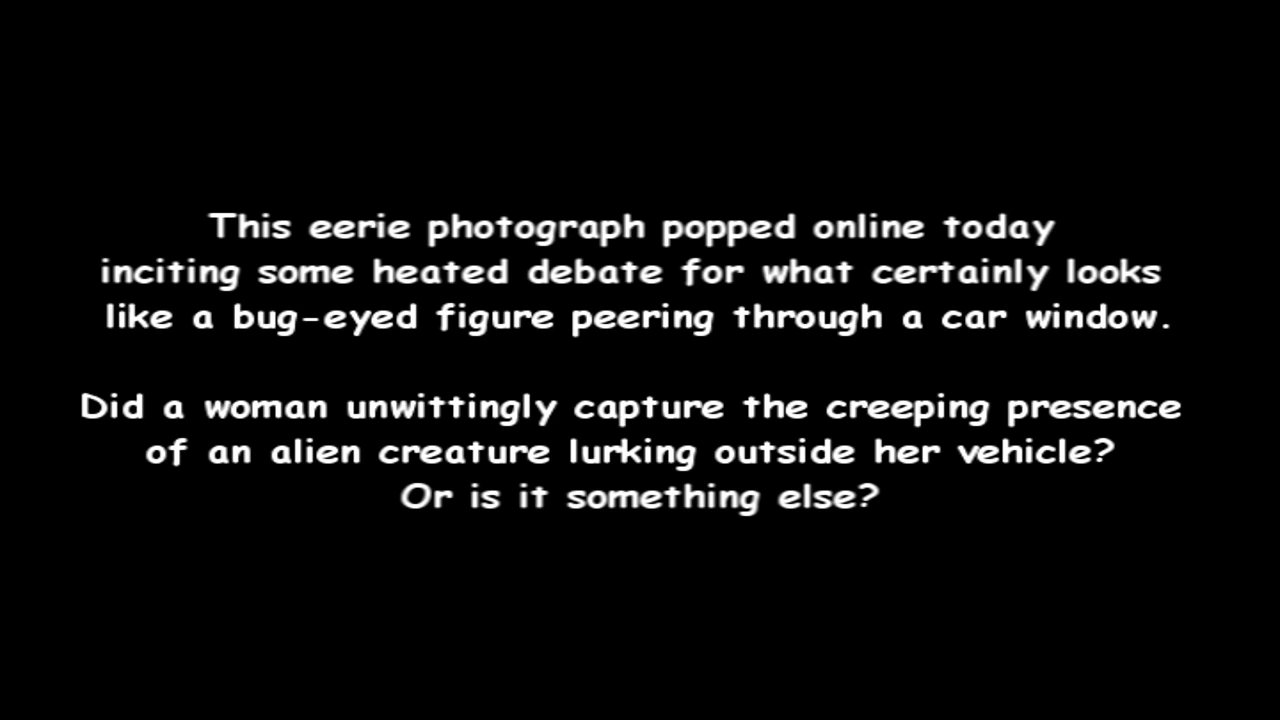 This eerie photograph popped online today
inciting some heated debate for what certainly looks
like a bug-eyed figure peering through a car window.
Did a woman unwittingly capture the creeping presence
of an alien creature lurking outside her vehicle?
Or is it something else?